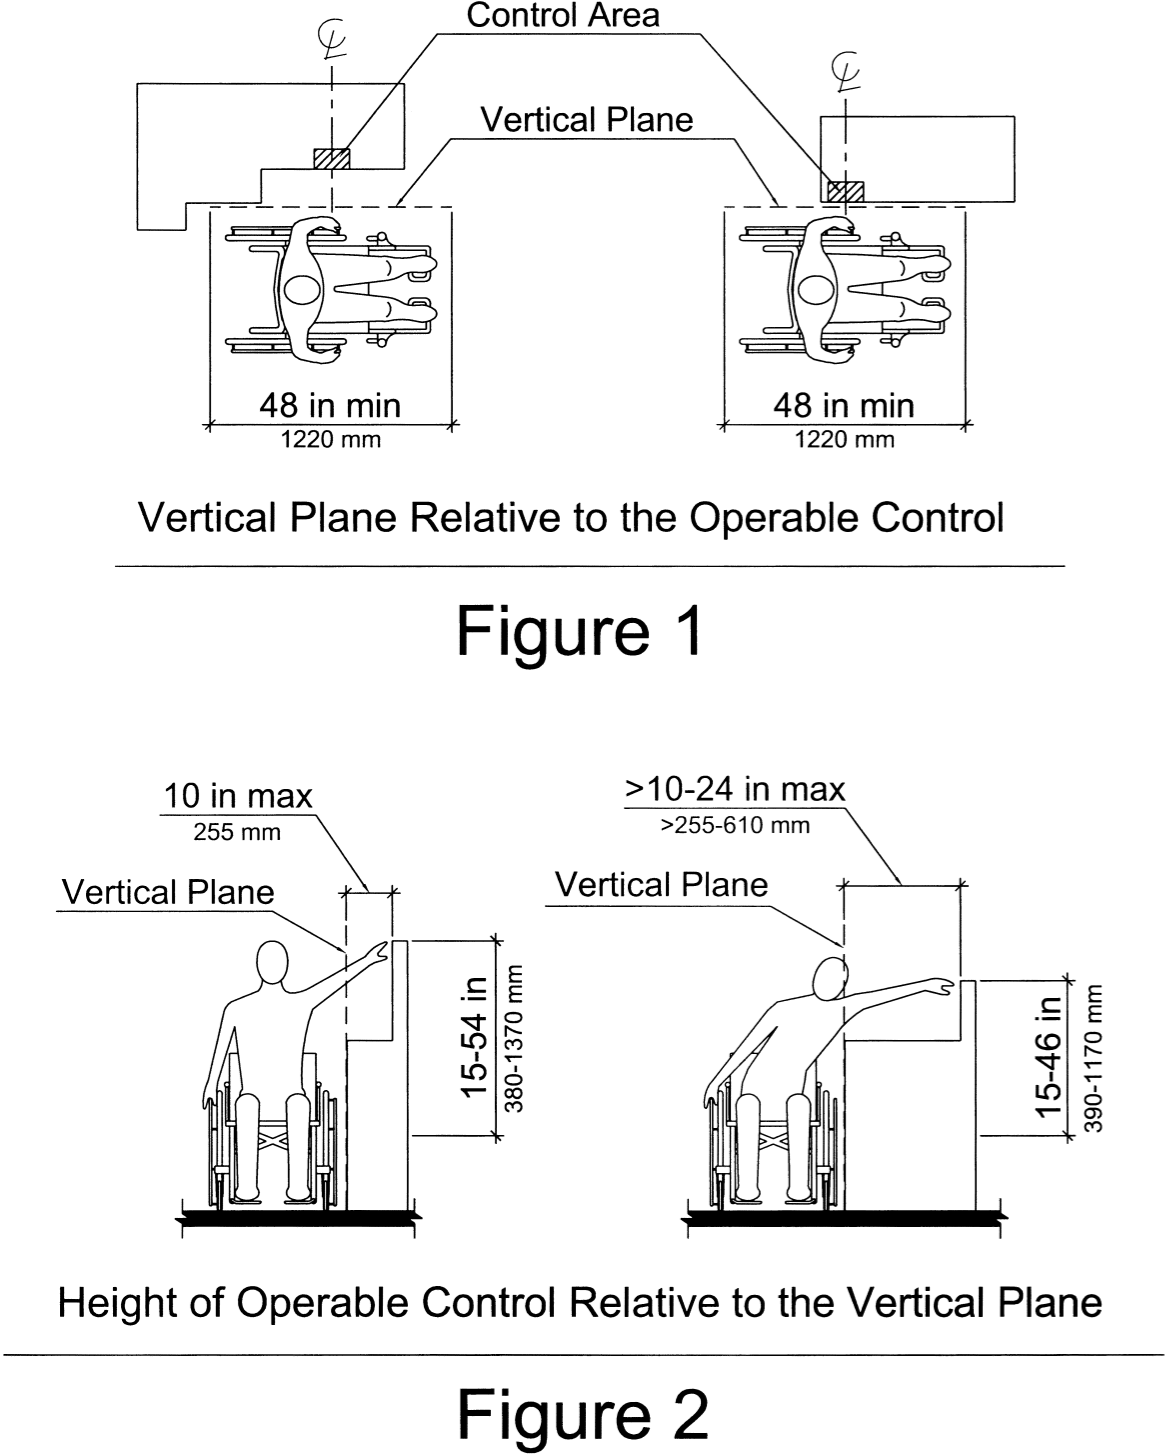 Control Area
℄
℄
Vertical Plane
48 in min
1220 mm
48 in min
1220 mm
Vertical Plane Relative to the Operable Control
Figure 1
10 in max
255 mm
>10-24 in max
>255-610 mm
Vertical Plane
Vertical Plane
15-54 in
380-1370 mm
15-46 in
390-1170 mm
Height of Operable Control Relative to the Vertical Plane
Figure 2